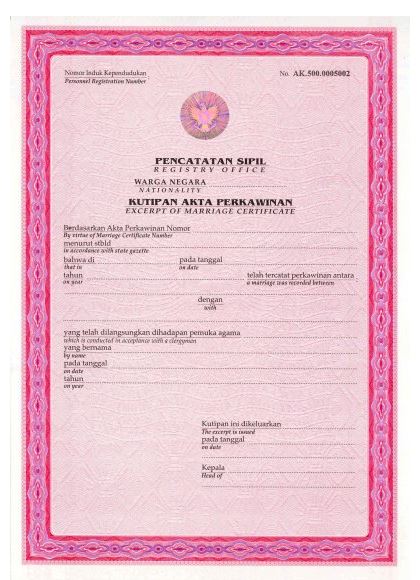 Nomor Induk Kependudukan
Personnel Registration Number
No. AK.500.0005002
PENCATATAN SIPIL
REGISTRY OFFICE
WARGA NEGARA
NATIONALITY
KUTIPAN AKTA PERKAWINAN
EXCERPT OF MARRIAGE CERTIFICATE
Berdasarkan Akta Perkawinan Nomor
By virtue of Marriage Certificate Number
menurut stbld
in accordance with state gazette
bahwa di pada tanggal
that in on date
tahun telah tercatat perkawinan antara
on year a marriage was recorded between
dengan
with
yang telah dilangsungkan dihadapan pemuka agama
which is conducted in acceptance with a clergyman
yang bernama
by name
pada tanggal
on date
tahun
on year
Kutipan ini dikeluarkan
The excerpt is issued
pada tanggal
on date
Kepala
Head of